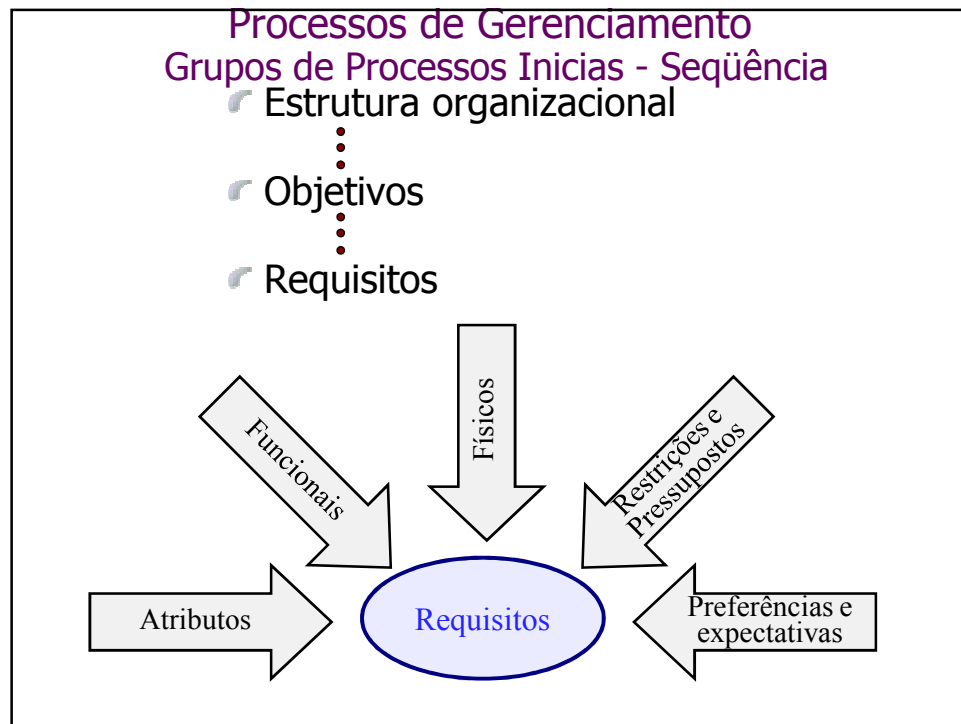 Processos de Gerenciamento
Grupos de Processos Inicias - Seqüência
Estrutura organizacional
Objetivos
Requisitos
Físicos
Funcionais
Restrições e
Pressupostos
Atributos
Requisitos
Preferências e
expectativas